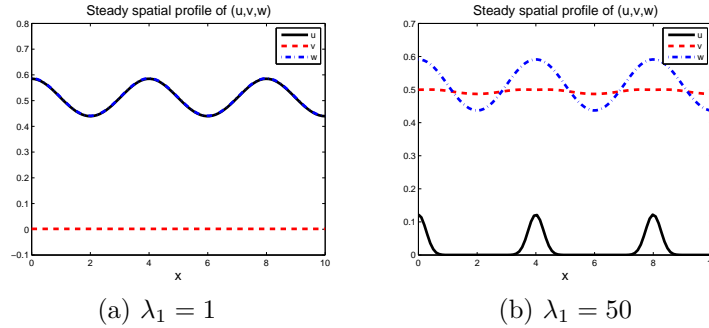 Steady spatial profile of (u,v,w)
0.8
0.7
0.6
0.5
0.4
0.3
0.2
0.1
0
−0.1
0 2 4 6 8 10
x
u
v
w
(a) λ₁ = 1
Steady spatial profile of (u,v,w)
0.7
0.6
0.5
0.4
0.3
0.2
0.1
0
0 2 4 6 8 10
x
u
v
w
(b) λ₁ = 50